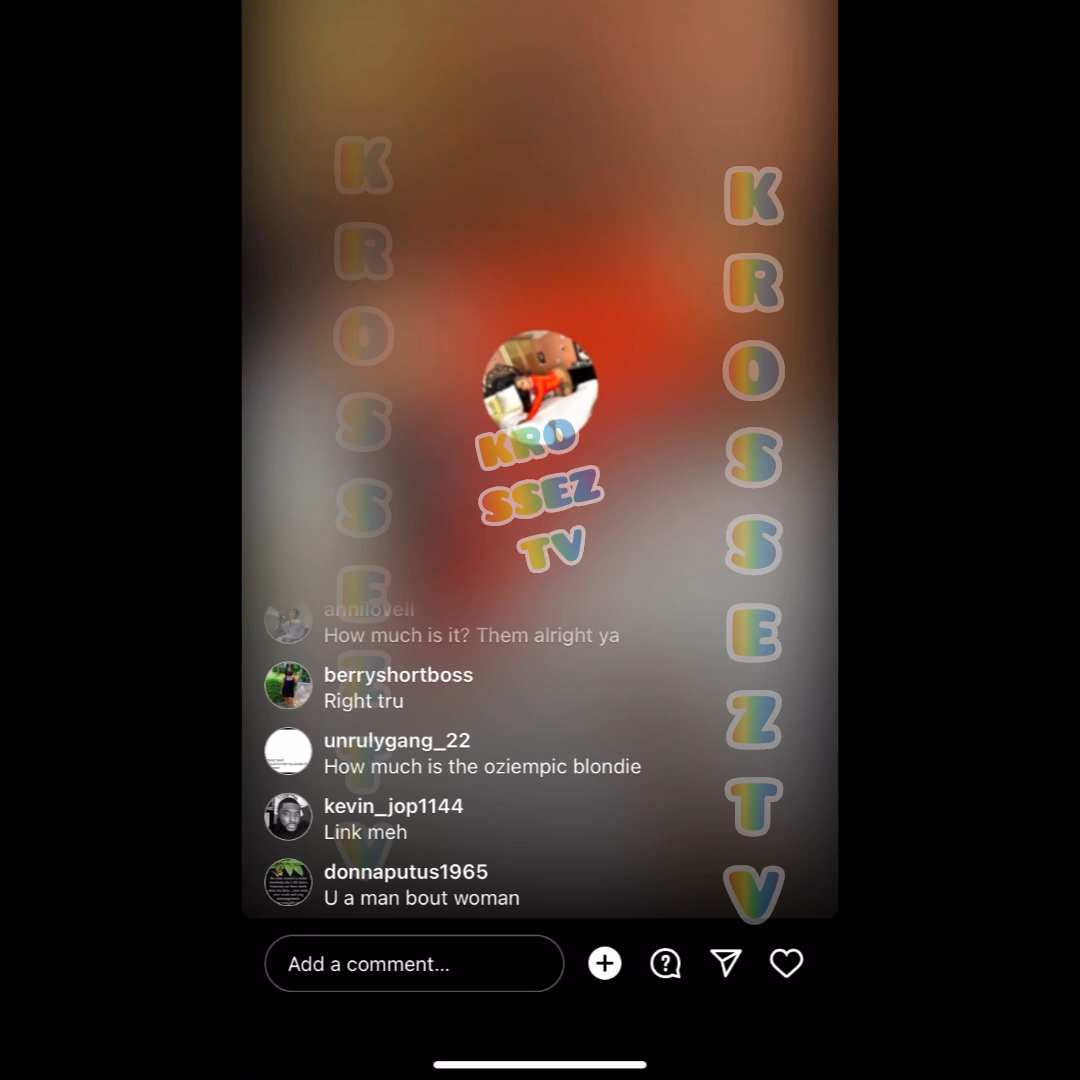 K
R
O
S
S
E
Z
T
V
K
R
O
S
S
E
Z
T
V
KRO
SSEZ
TV
annilovell
How much is it? Them alright ya
berryshortboss
Right tru
unrulygang_22
How much is the oziempic blondie
kevin_jop1144
Link meh
donnaputus1965
U a man bout woman
Add a comment...